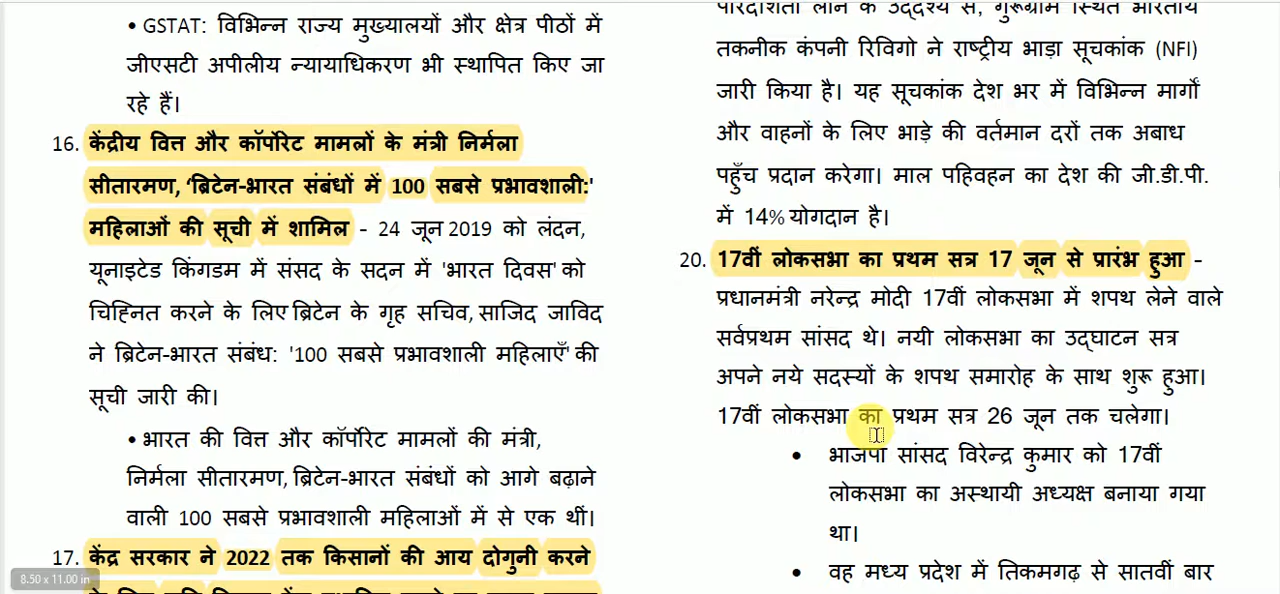 • GSTAT: विभिन्न राज्य मुख्यालयों और क्षेत्र पीठों में
जीएसटी अपीलीय न्यायाधिकरण भी स्थापित किए जा
रहे हैं।
16. केंद्रीय वित्त और कॉर्पोरेट मामलों के मंत्री निर्मला
सीतारमण, 'ब्रिटेन-भारत संबंधों में 100 सबसे प्रभावशाली:'
महिलाओं की सूची में शामिल - 24 जून 2019 को लंदन,
यूनाइटेड किंगडम में संसद के सदन में 'भारत दिवस' को
चिह्नित करने के लिए ब्रिटेन के गृह सचिव, साजिद जाविद
ने ब्रिटेन-भारत संबंध: '100 सबसे प्रभावशाली महिलाएँ' की
सूची जारी की।
• भारत की वित्त और कॉर्पोरेट मामलों की मंत्री,
निर्मला सीतारमण, ब्रिटेन-भारत संबंधों को आगे बढ़ाने
वाली 100 सबसे प्रभावशाली महिलाओं में से एक थीं।
17. केंद्र सरकार ने 2022 तक किसानों की आय दोगुनी करने
8.50 x 11.00 in
पारदर्शिता लाने के उद्देश्य से, गुरूग्राम स्थित भारतीय
तकनीक कंपनी रिविगो ने राष्ट्रीय भाड़ा सूचकांक (NFI)
जारी किया है। यह सूचकांक देश भर में विभिन्न मार्गों
और वाहनों के लिए भाड़े की वर्तमान दरों तक अबाध
पहुँच प्रदान करेगा। माल पहिवहन का देश की जी.डी.पी.
में 14% योगदान है।
20. 17वीं लोकसभा का प्रथम सत्र 17 जून से प्रारंभ हुआ -
प्रधानमंत्री नरेन्द्र मोदी 17वीं लोकसभा में शपथ लेने वाले
सर्वप्रथम सांसद थे। नयी लोकसभा का उद्घाटन सत्र
अपने नये सदस्यों के शपथ समारोह के साथ शुरू हुआ।
17वीं लोकसभा का प्रथम सत्र 26 जून तक चलेगा।
• भाजपा सांसद विरेन्द्र कुमार को 17वीं
लोकसभा का अस्थायी अध्यक्ष बनाया गया
था।
• वह मध्य प्रदेश में तिकमगढ़ से सातवीं बार